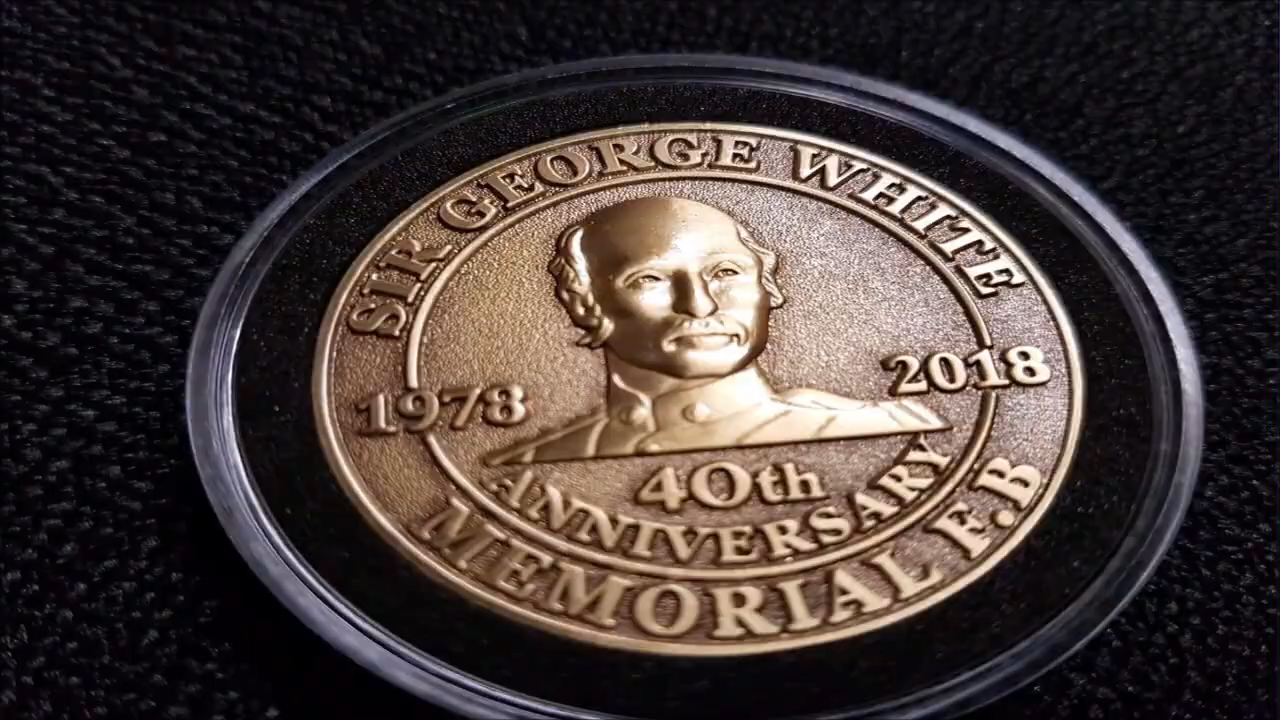 SIR GEORGE WHITE
1978
2018
40th
ANNIVERSARY
MEMORIAL F.B